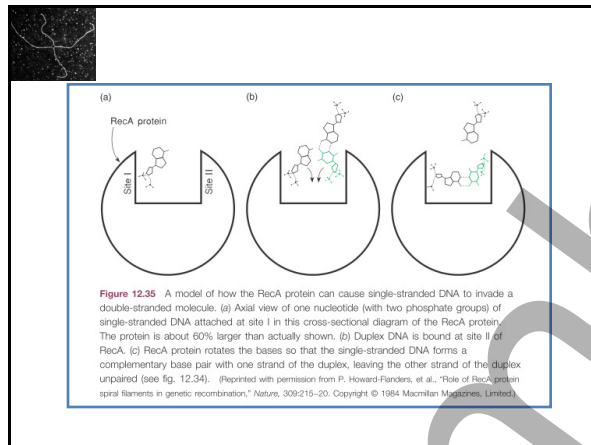 (a) (b) (c)
RecA protein
Site I
Site II
Figure 12.35 A model of how the RecA protein can cause single-stranded DNA to invade a
double-stranded molecule. (a) Axial view of one nucleotide (with two phosphate groups) of
single-stranded DNA attached at site I in this cross-sectional diagram of the RecA protein.
The protein is about 60% larger than actually shown. (b) Duplex DNA is bound at site II of
RecA. (c) RecA protein rotates the bases so that the single-stranded DNA forms a
complementary base pair with one strand of the duplex, leaving the other strand of the duplex
unpaired (see fig. 12.34). (Reprinted with permission from P. Howard-Flanders, et al., "Role of RecA protein
spiral filaments in genetic recombination," Nature, 309:215–20. Copyright © 1984 Macmillan Magazines, Limited.)